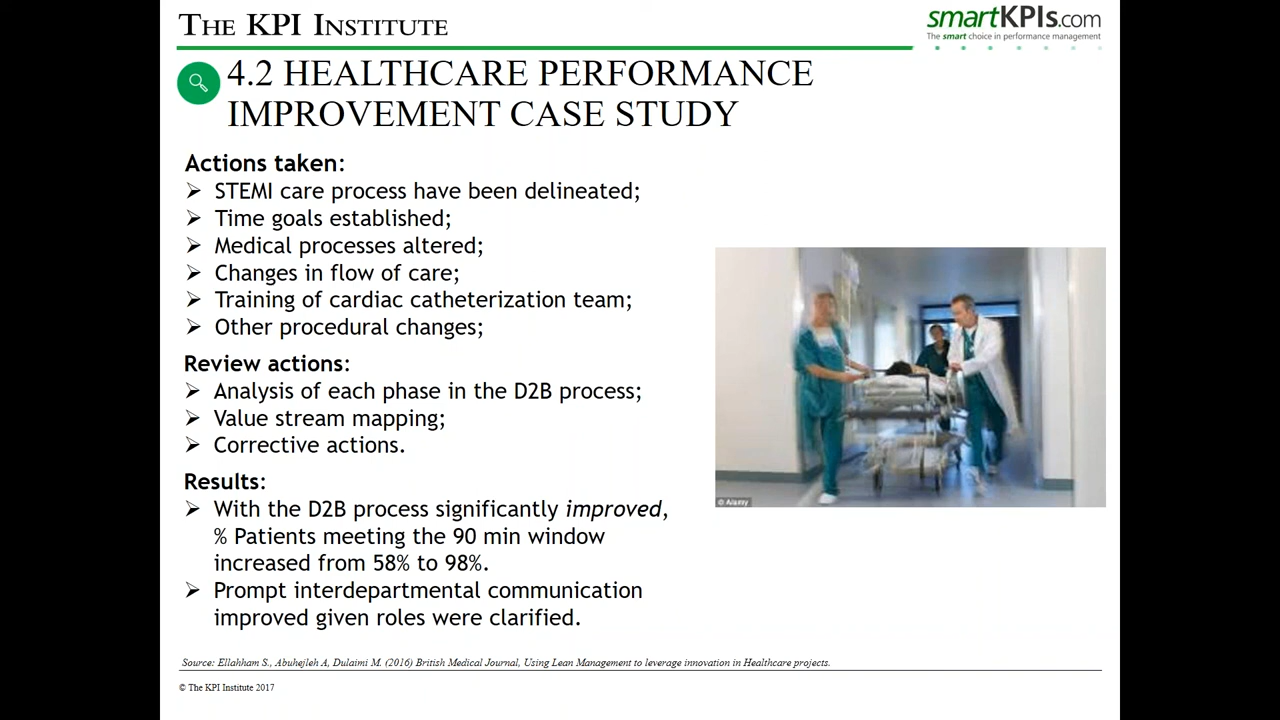 THE KPI INSTITUTE
smartKPIs.com
The smart choice in performance management
4.2 HEALTHCARE PERFORMANCE
IMPROVEMENT CASE STUDY
Actions taken:
➢ STEMI care process have been delineated;
➢ Time goals established;
➢ Medical processes altered;
➢ Changes in flow of care;
➢ Training of cardiac catheterization team;
➢ Other procedural changes;
Review actions:
➢ Analysis of each phase in the D2B process;
➢ Value stream mapping;
➢ Corrective actions.
Results:
➢ With the D2B process significantly improved,
% Patients meeting the 90 min window
increased from 58% to 98%.
➢ Prompt interdepartmental communication
improved given roles were clarified.
© Alamy
Source: Ellahham S., Abuhejleh A, Dulaimi M. (2016) British Medical Journal, Using Lean Management to leverage innovation in Healthcare projects.
© The KPI Institute 2017